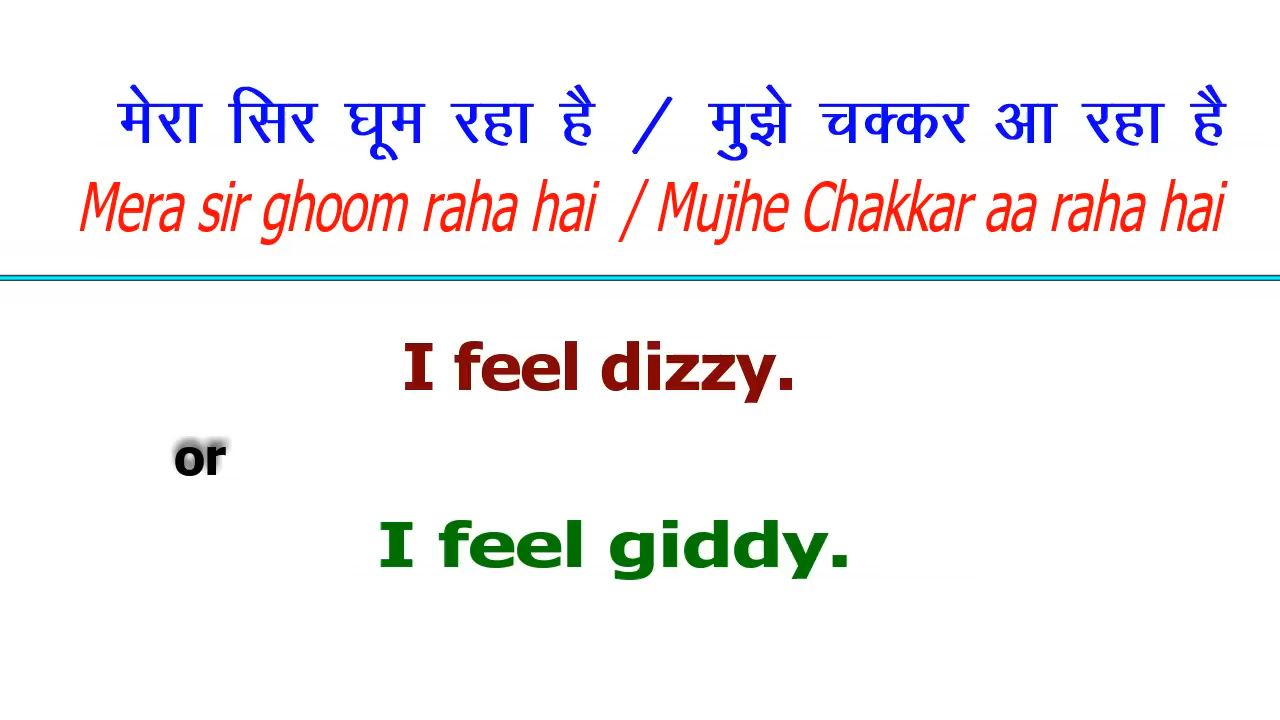 मेरा सिर घूम रहा है / मुझे चक्कर आ रहा है
Mera sir ghoom raha hai / Mujhe Chakkar aa raha hai
I feel dizzy.
or
I feel giddy.